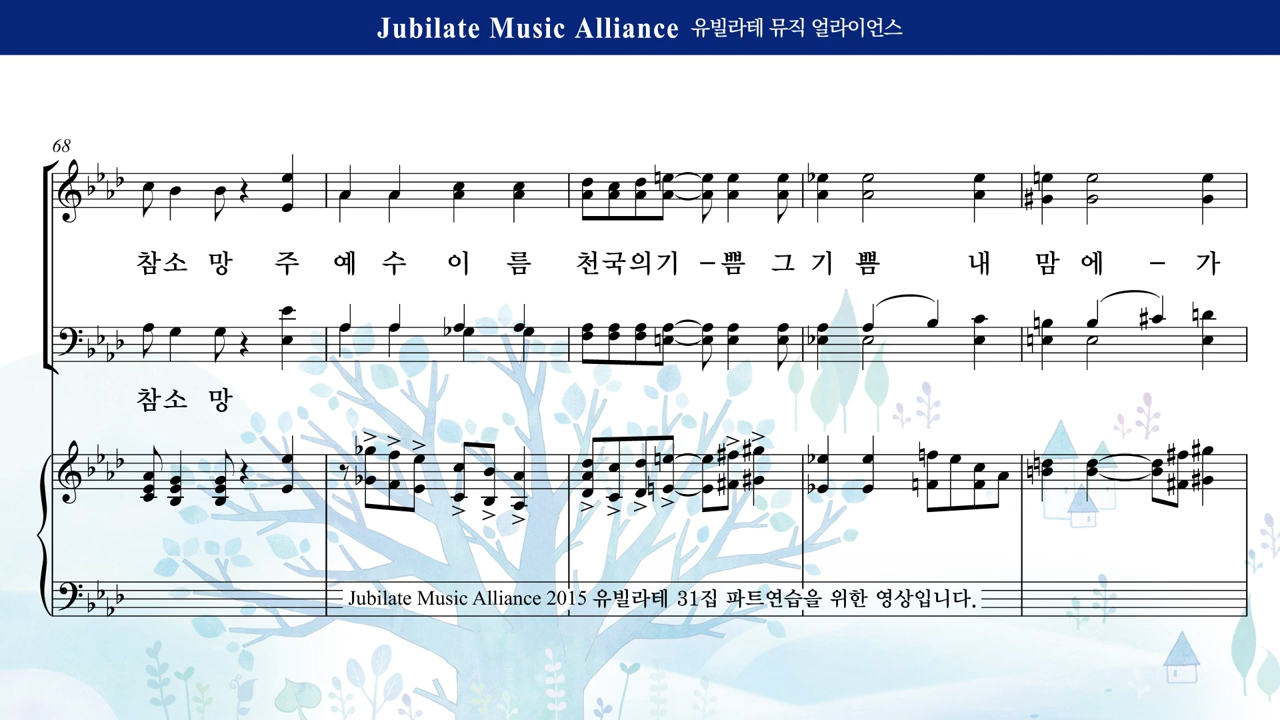 Jubilate Music Alliance 유빌라테 뮤직 얼라이언스
68
참소 망 주 예 수 이 름 천국의기 – 쁨 그 기 쁨 내 맘 에 – 가
참소 망
Jubilate Music Alliance 2015 유빌라테 31집 파트연습을 위한 영상입니다.